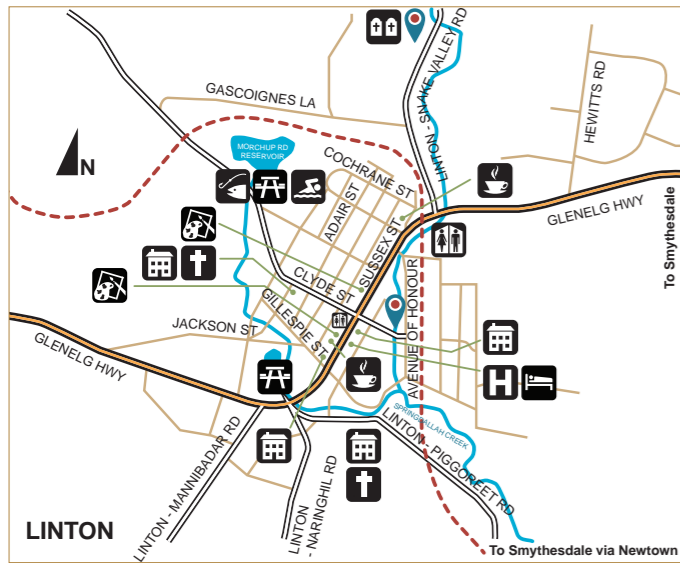 LINTON - SNAKE VALLEY RD
HEWITTS RD
GASCOIGNES LA
N
MORCHUP RD
RESERVOIR
COCHRANE ST
ADAIR ST
SUSSEX ST
GLENELG HWY
To Smythesdale
CLYDE ST
GILLESPIE ST
AVENUE OF HONOUR
JACKSON ST
GLENELG HWY
H
SPRINGALLAH CREEK
LINTON - PIGGOREET RD
LINTON - MANNIBADAR RD
LINTON
- NARINGHIL RD
LINTON
To Smythesdale via Newtown